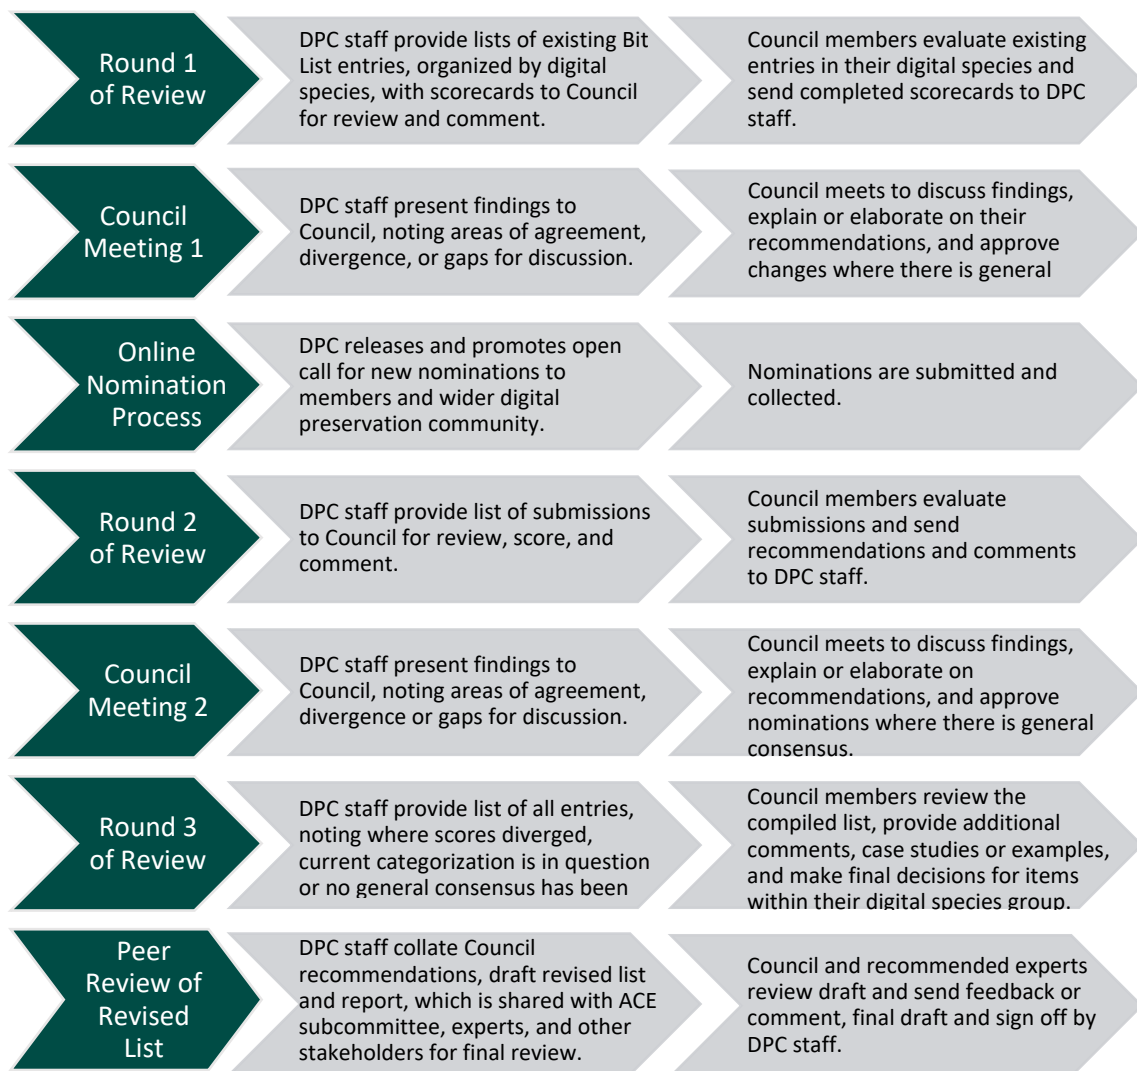 Round 1
of Review
DPC staff provide lists of existing Bit
List entries, organized by digital
species, with scorecards to Council
for review and comment.
Council members evaluate existing
entries in their digital species and
send completed scorecards to DPC
staff.
Council
Meeting 1
DPC staff present findings to
Council, noting areas of agreement,
divergence, or gaps for discussion.
Council meets to discuss findings,
explain or elaborate on their
recommendations, and approve
changes where there is general
Online
Nomination
Process
DPC releases and promotes open
call for new nominations to
members and wider digital
preservation community.
Nominations are submitted and
collected.
Round 2
of Review
DPC staff provide list of submissions
to Council for review, score, and
comment.
Council members evaluate
submissions and send
recommendations and comments
to DPC staff.
Council
Meeting 2
DPC staff present findings to
Council, noting areas of agreement,
divergence or gaps for discussion.
Council meets to discuss findings,
explain or elaborate on
recommendations, and approve
nominations where there is general
consensus.
Round 3
of Review
DPC staff provide list of all entries,
noting where scores diverged,
current categorization is in question
or no general consensus has been
Council members review the
compiled list, provide additional
comments, case studies or examples,
and make final decisions for items
within their digital species group.
Peer
Review of
Revised
List
DPC staff collate Council
recommendations, draft revised list
and report, which is shared with ACE
subcommittee, experts, and other
stakeholders for final review.
Council and recommended experts
review draft and send feedback or
comment, final draft and sign off by
DPC staff.